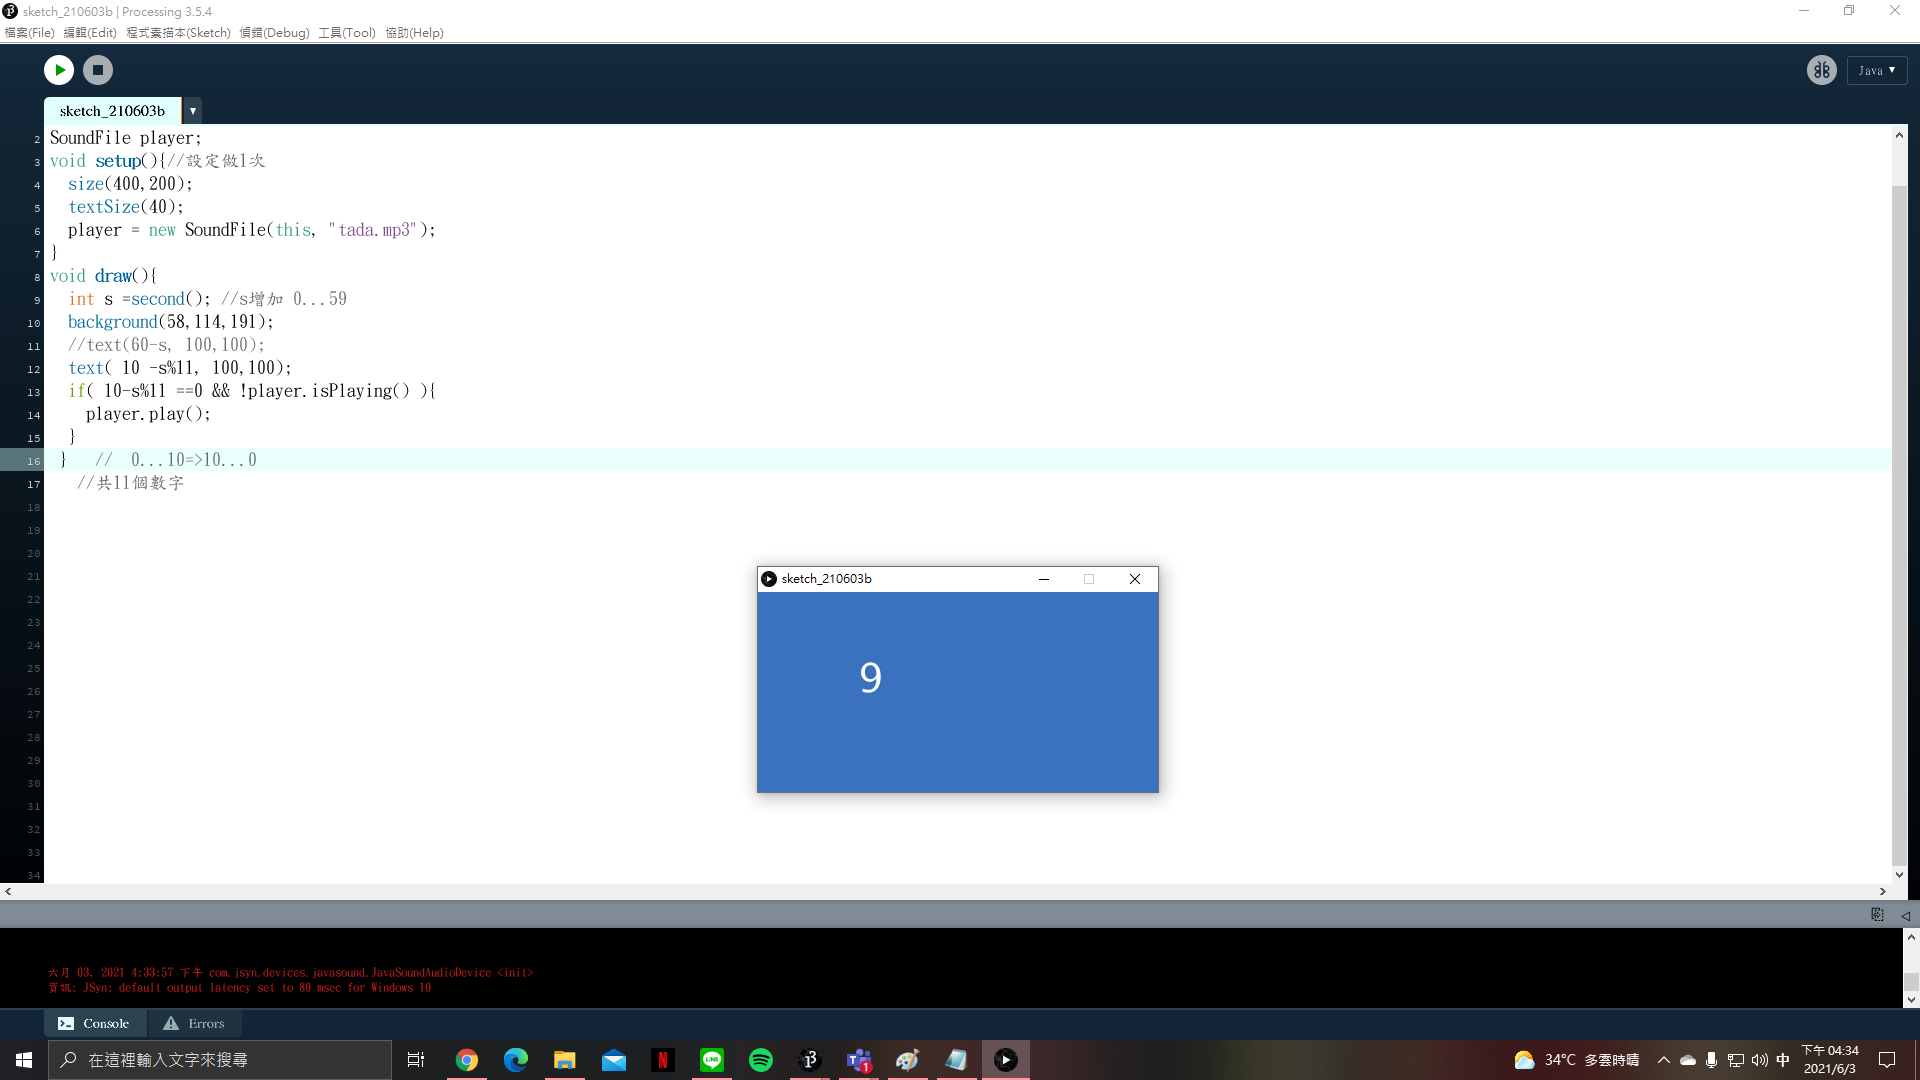 sketch_210603b | Processing 3.5.4
檔案(File) 編輯(Edit) 程式素描本(Sketch) 偵錯(Debug) 工具(Tool) 協助(Help)
Java ▼
sketch_210603b ▼
2 SoundFile player;
3 void setup(){//設定做1次
4 size(400,200);
5 textSize(40);
6 player = new SoundFile(this, "tada.mp3");
7 }
8 void draw(){
9 int s =second(); //s增加 0...59
10 background(58,114,191);
11 //text(60-s, 100,100);
12 text( 10 -s%11, 100,100);
13 if( 10-s%11 ==0 && !player.isPlaying() ){
14 player.play();
15 }
16 } // 0...10=>10...0
17 //共11個數字
18
19
20
21
22
23
24
25
26
27
28
29
30
31
32
33
34
sketch_210603b
9
六月 03, 2021 4:33:57 下午 com.jsyn.devices.javasound.JavaSoundAudioDevice <init>
資訊: JSyn: default output latency set to 80 msec for Windows 10
Console Errors
在這裡輸入文字來搜尋
N
LINE
1
34°C 多雲時晴
中
下午 04:34
2021/6/3